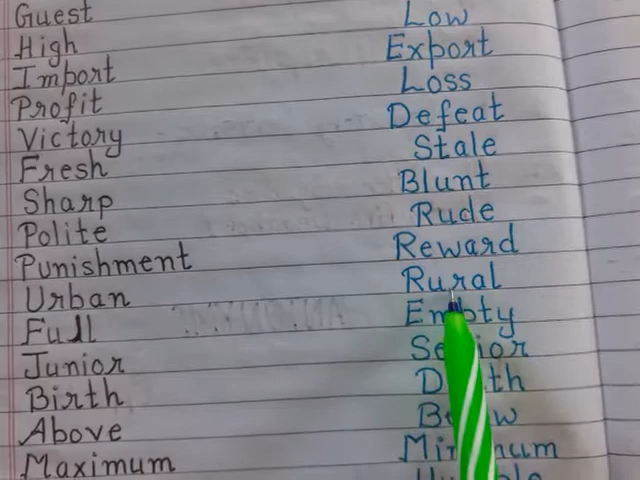 Guest
High Low
Import Export
Profit Loss
Victory Defeat
Fresh Stale
Sharp Blunt
Polite Rude
Punishment Reward
Urban Rural
Full Empty
Junior
Birth
Above
Maximum